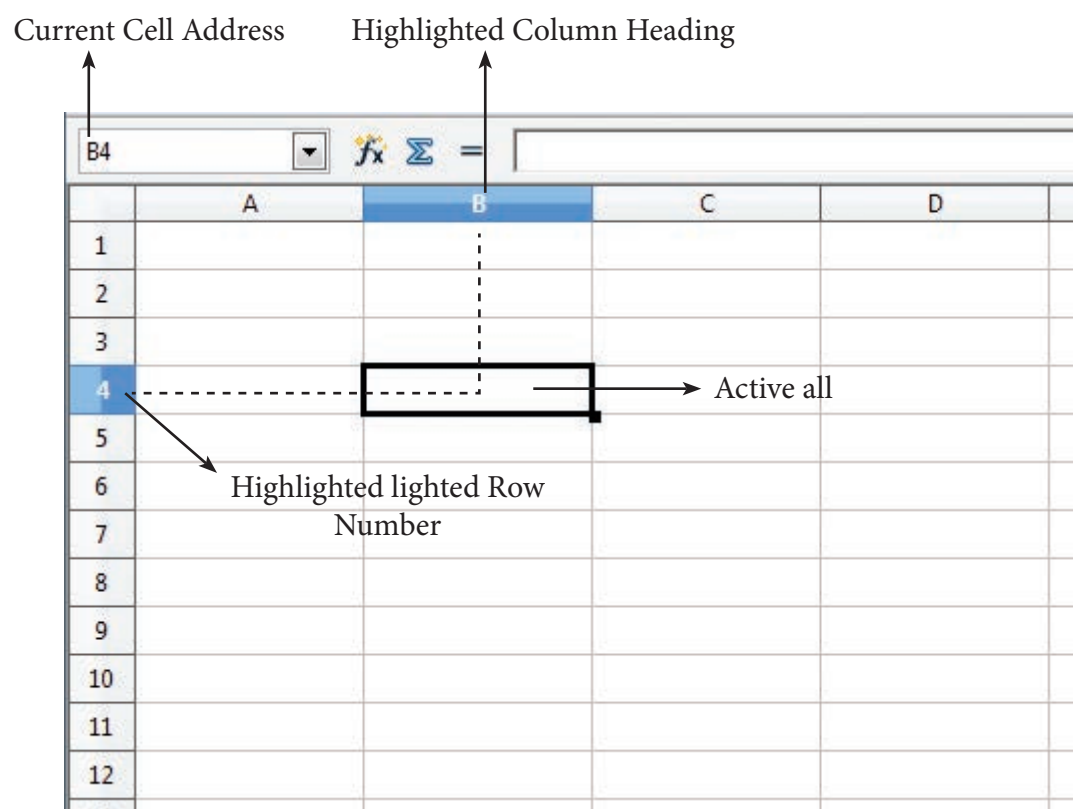 Current Cell Address Highlighted Column Heading
B4 fx Σ =
A B C D
1
2
3
4 Active all
5
6 Highlighted lighted Row
7 Number
8
9
10
11
12